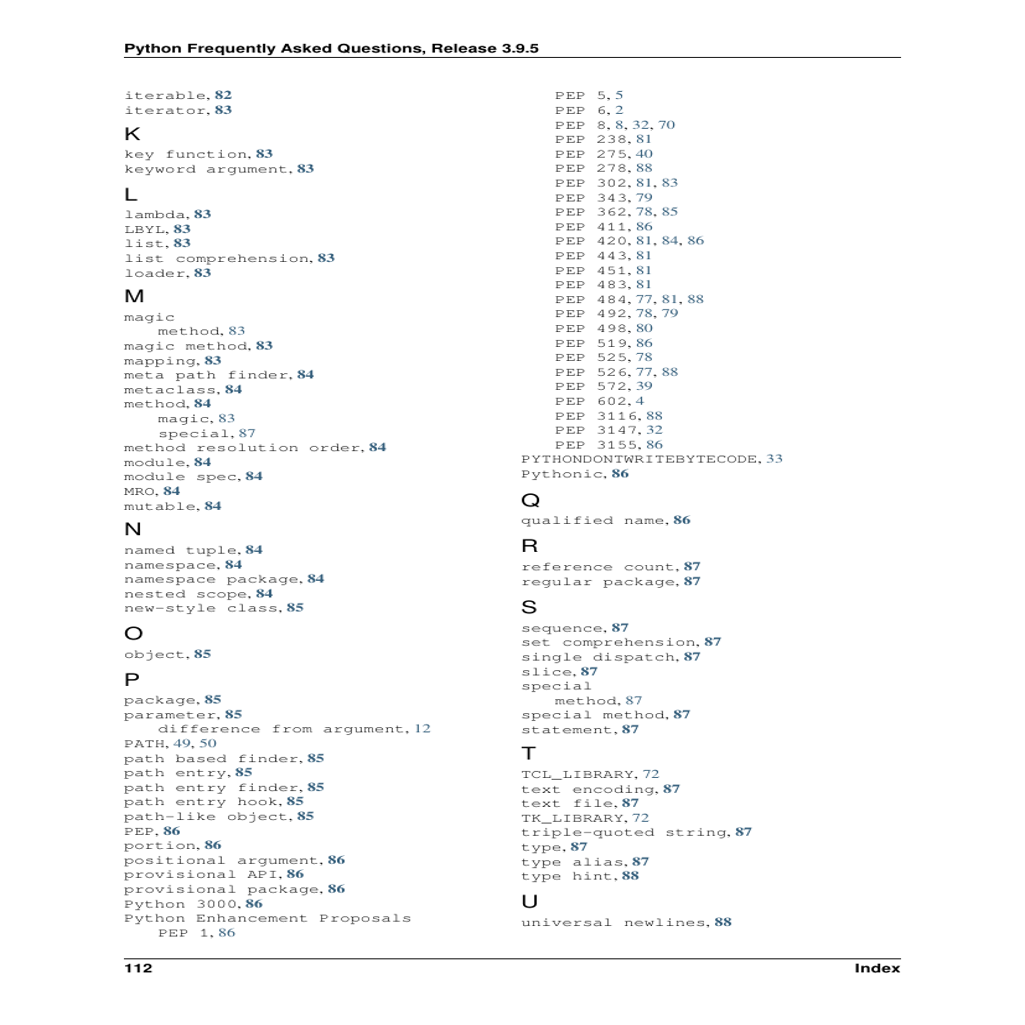 Python Frequently Asked Questions, Release 3.9.5
iterable, 82
iterator, 83
K
key function, 83
keyword argument, 83
L
lambda, 83
LBYL, 83
list, 83
list comprehension, 83
loader, 83
M
magic
method, 83
magic method, 83
mapping, 83
meta path finder, 84
metaclass, 84
method, 84
magic, 83
special, 87
method resolution order, 84
module, 84
module spec, 84
MRO, 84
mutable, 84
N
named tuple, 84
namespace, 84
namespace package, 84
nested scope, 84
new-style class, 85
O
object, 85
P
package, 85
parameter, 85
difference from argument, 12
PATH, 49, 50
path based finder, 85
path entry, 85
path entry finder, 85
path entry hook, 85
path-like object, 85
PEP, 86
portion, 86
positional argument, 86
provisional API, 86
provisional package, 86
Python 3000, 86
Python Enhancement Proposals
PEP 1, 86
PEP 5, 5
PEP 6, 2
PEP 8, 8, 32, 70
PEP 238, 81
PEP 275, 40
PEP 278, 88
PEP 302, 81, 83
PEP 343, 79
PEP 362, 78, 85
PEP 411, 86
PEP 420, 81, 84, 86
PEP 443, 81
PEP 451, 81
PEP 483, 81
PEP 484, 77, 81, 88
PEP 492, 78, 79
PEP 498, 80
PEP 519, 86
PEP 525, 78
PEP 526, 77, 88
PEP 572, 39
PEP 602, 4
PEP 3116, 88
PEP 3147, 32
PEP 3155, 86
PYTHONDONTWRITEBYTECODE, 33
Pythonic, 86
Q
qualified name, 86
R
reference count, 87
regular package, 87
S
sequence, 87
set comprehension, 87
single dispatch, 87
slice, 87
special
method, 87
special method, 87
statement, 87
T
TCL_LIBRARY, 72
text encoding, 87
text file, 87
TK_LIBRARY, 72
triple-quoted string, 87
type, 87
type alias, 87
type hint, 88
U
universal newlines, 88
112 Index